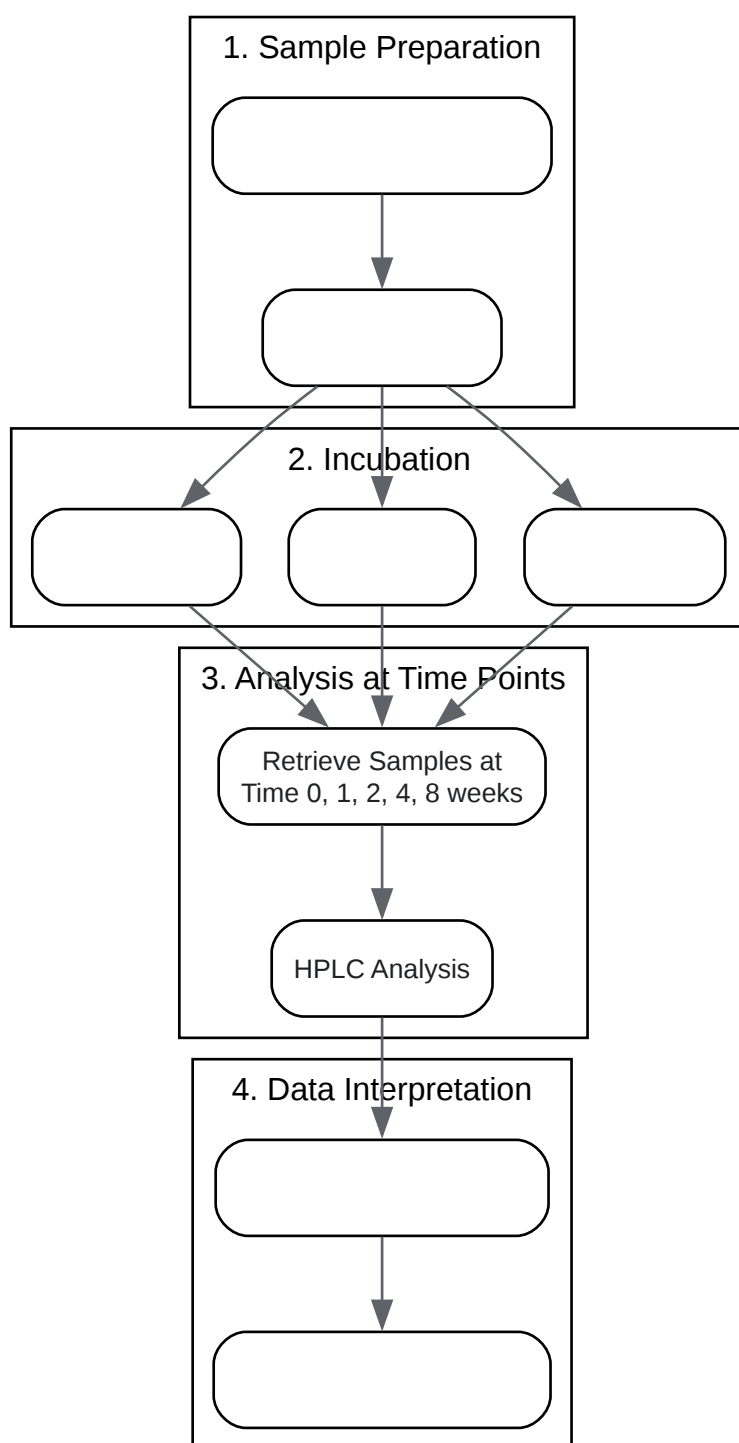 1. Sample Preparation
2. Incubation
3. Analysis at Time Points
Retrieve Samples at
Time 0, 1, 2, 4, 8 weeks
HPLC Analysis
4. Data Interpretation